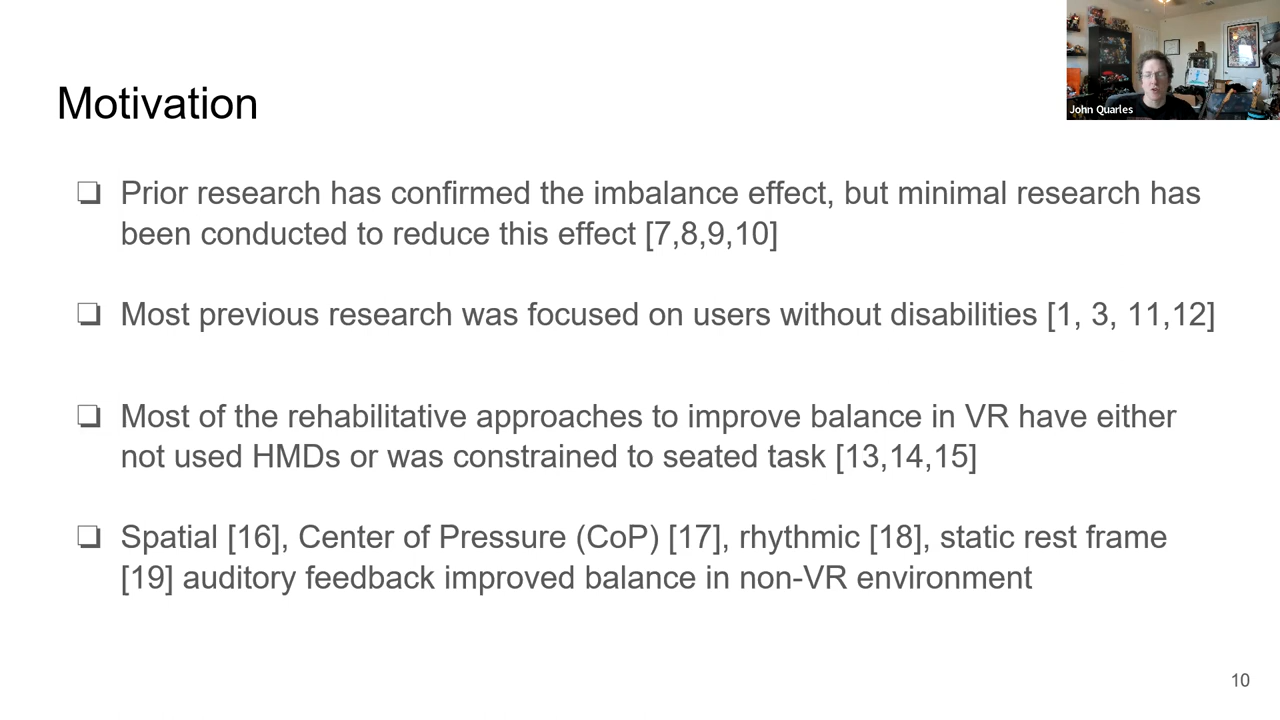 John Quarles
Motivation
❏ Prior research has confirmed the imbalance effect, but minimal research has
been conducted to reduce this effect [7,8,9,10]
❏ Most previous research was focused on users without disabilities [1, 3, 11,12]
❏ Most of the rehabilitative approaches to improve balance in VR have either
not used HMDs or was constrained to seated task [13,14,15]
❏ Spatial [16], Center of Pressure (CoP) [17], rhythmic [18], static rest frame
[19] auditory feedback improved balance in non-VR environment
10